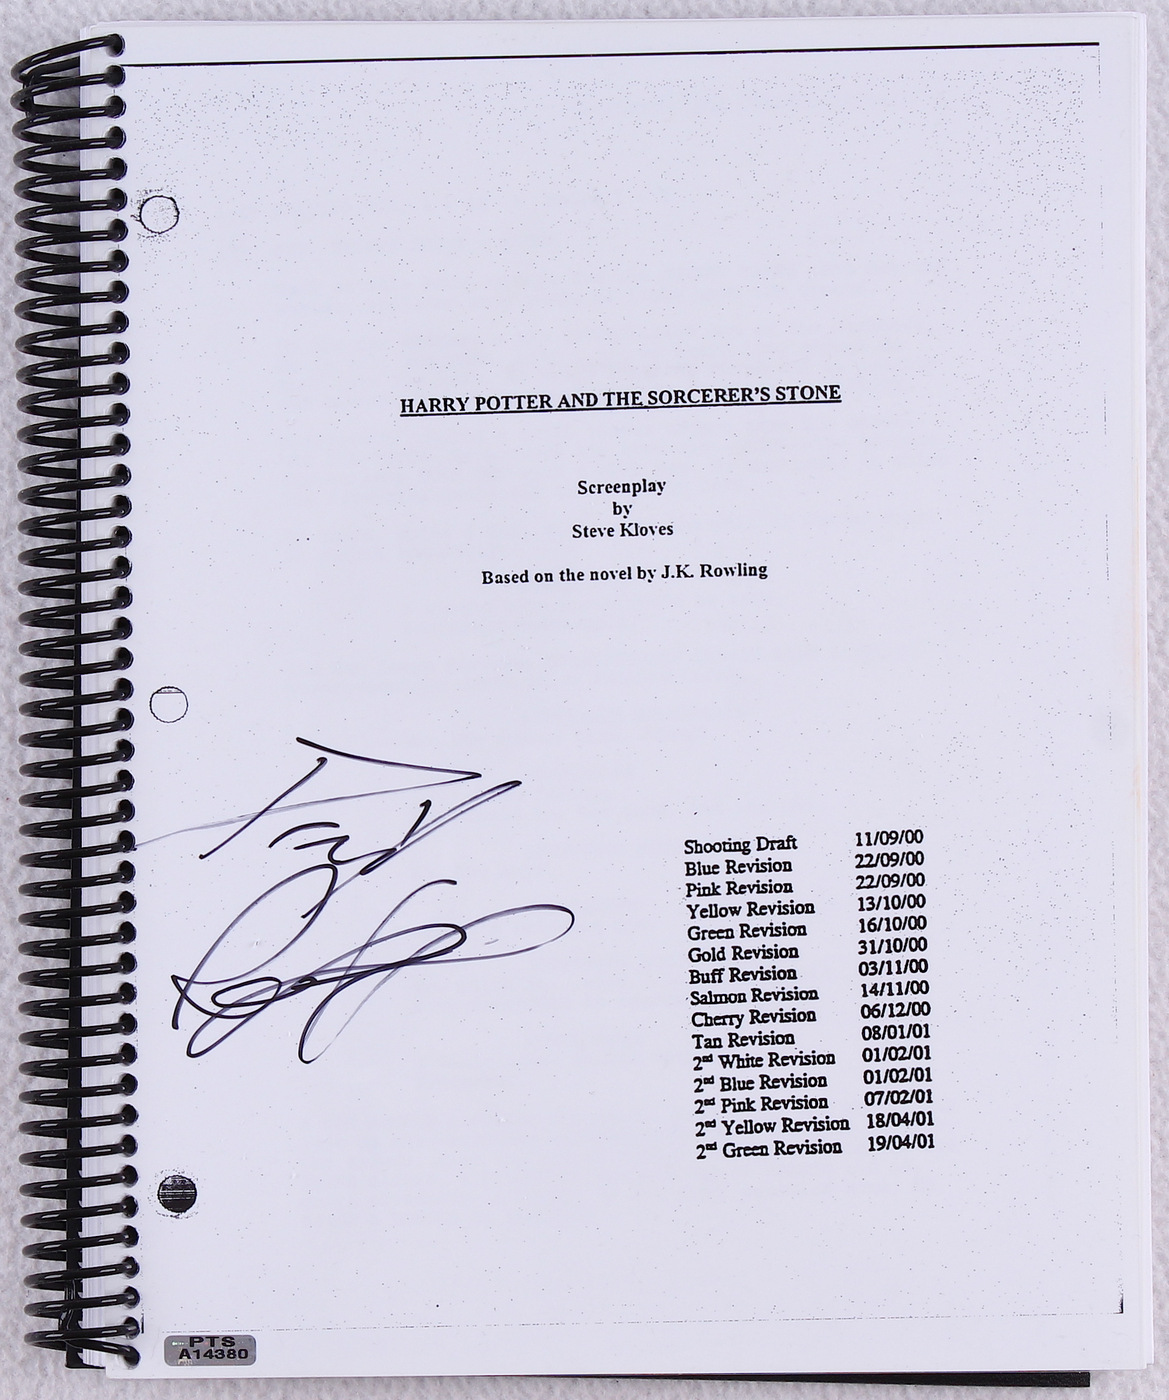 HARRY POTTER AND THE SORCERER'S STONE
Screenplay
by
Steve Kloves
Based on the novel by J.K. Rowling
Shooting Draft 11/09/00
Blue Revision 22/09/00
Pink Revision 22/09/00
Yellow Revision 13/10/00
Green Revision 16/10/00
Gold Revision 31/10/00
Buff Revision 03/11/00
Salmon Revision 14/11/00
Cherry Revision 06/12/00
Tan Revision 08/01/01
2nd White Revision 01/02/01
2nd Blue Revision 01/02/01
2nd Pink Revision 07/02/01
2nd Yellow Revision 18/04/01
2nd Green Revision 19/04/01
PTS
A14380